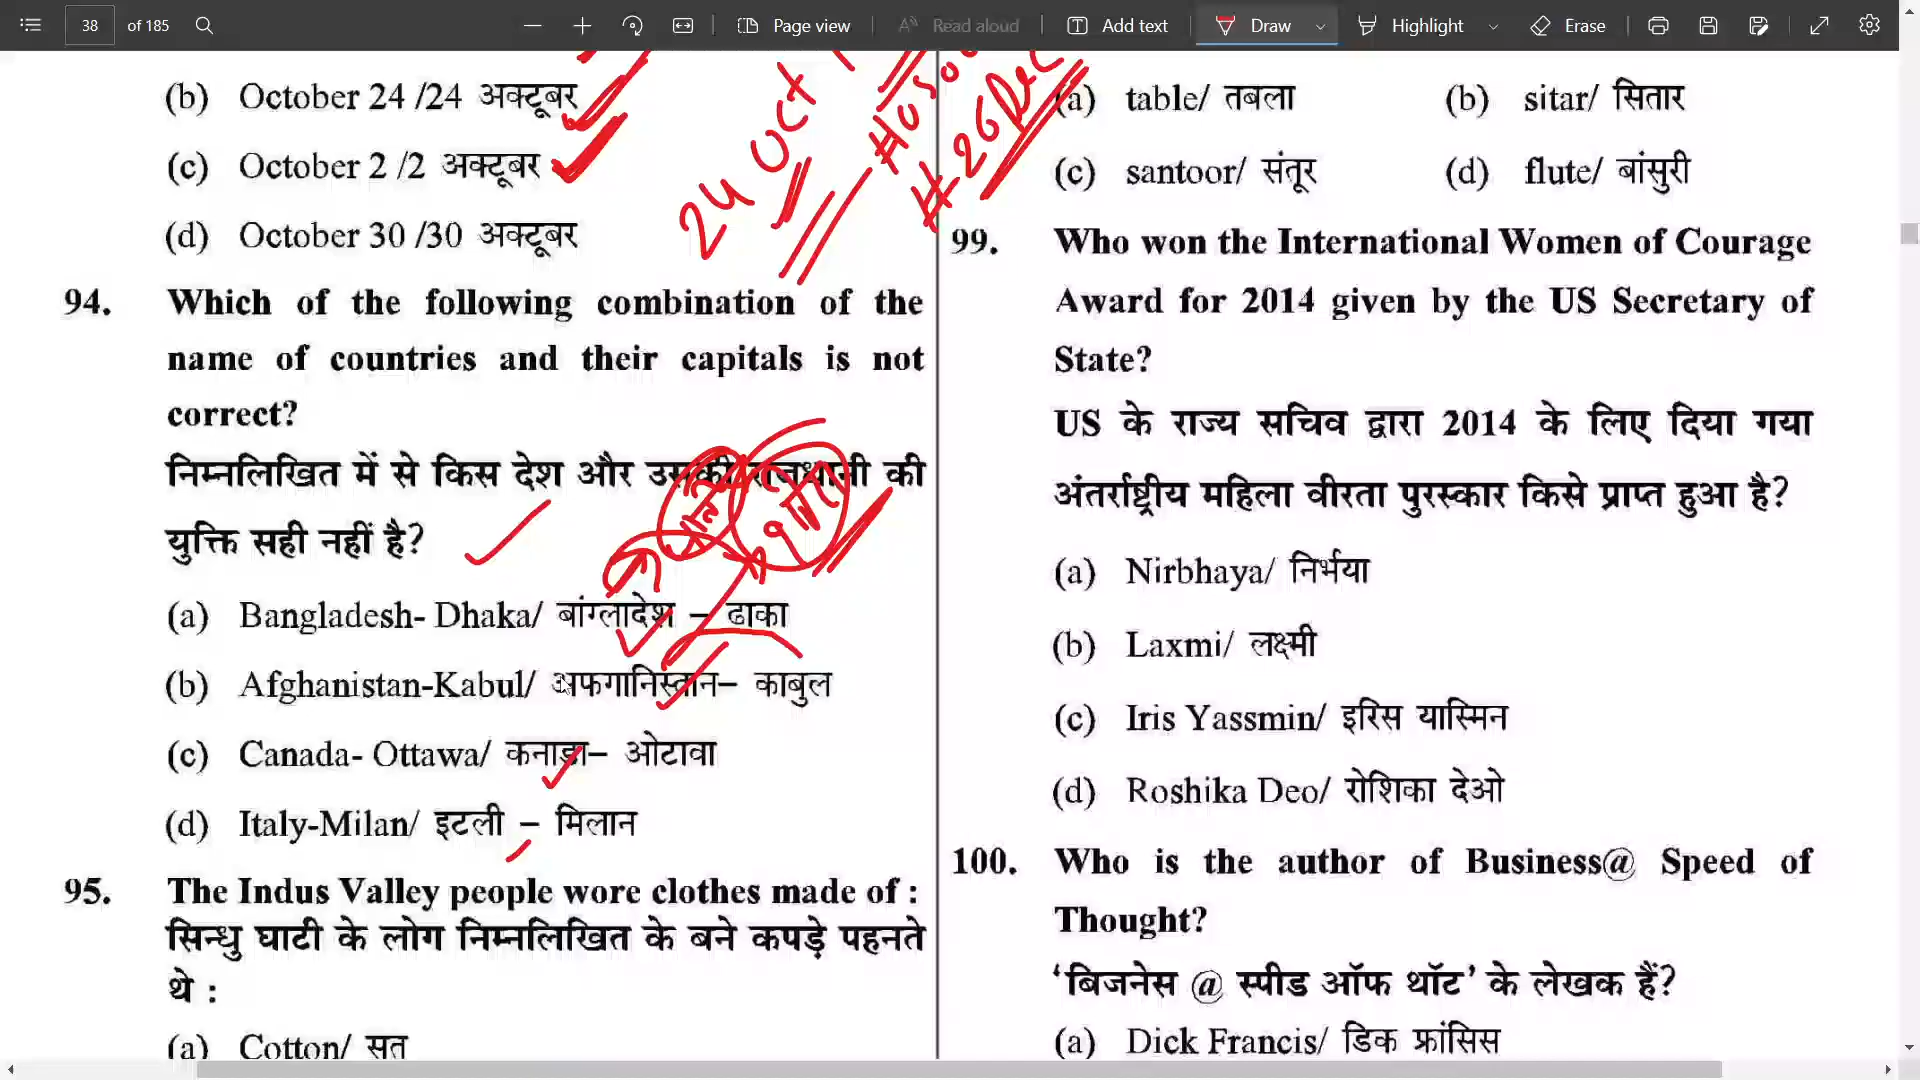 38 of 185 Page view Read aloud Add text Draw Highlight Erase
(b) October 24 /24 अक्टूबर
(c) October 2 /2 अक्टूबर
(d) October 30 /30 अक्टूबर
24 Oct
26 Dec
94. Which of the following combination of the
name of countries and their capitals is not
correct?
निम्नलिखित में से किस देश और उसकी राजधानी की
युक्ति सही नहीं है?
(a) Bangladesh- Dhaka/ बांग्लादेश – ढाका
(b) Afghanistan-Kabul/ अफगानिस्तान– काबुल
(c) Canada- Ottawa/ कनाडा– ओटावा
(d) Italy-Milan/ इटली – मिलान
95. The Indus Valley people wore clothes made of :
सिन्धु घाटी के लोग निम्नलिखित के बने कपड़े पहनते
थे :
(a) Cotton/ सूत
(a) table/ तबला (b) sitar/ सितार
(c) santoor/ संतूर (d) flute/ बांसुरी
99. Who won the International Women of Courage
Award for 2014 given by the US Secretary of
State?
US के राज्य सचिव द्वारा 2014 के लिए दिया गया
अंतर्राष्ट्रीय महिला वीरता पुरस्कार किसे प्राप्त हुआ है?
(a) Nirbhaya/ निर्भया
(b) Laxmi/ लक्ष्मी
(c) Iris Yassmin/ इरिस यास्मिन
(d) Roshika Deo/ रोशिका देओ
100. Who is the author of Business@ Speed of
Thought?
‘बिजनेस @ स्पीड ऑफ थॉट’ के लेखक हैं?
(a) Dick Francis/ डिक फ्रांसिस